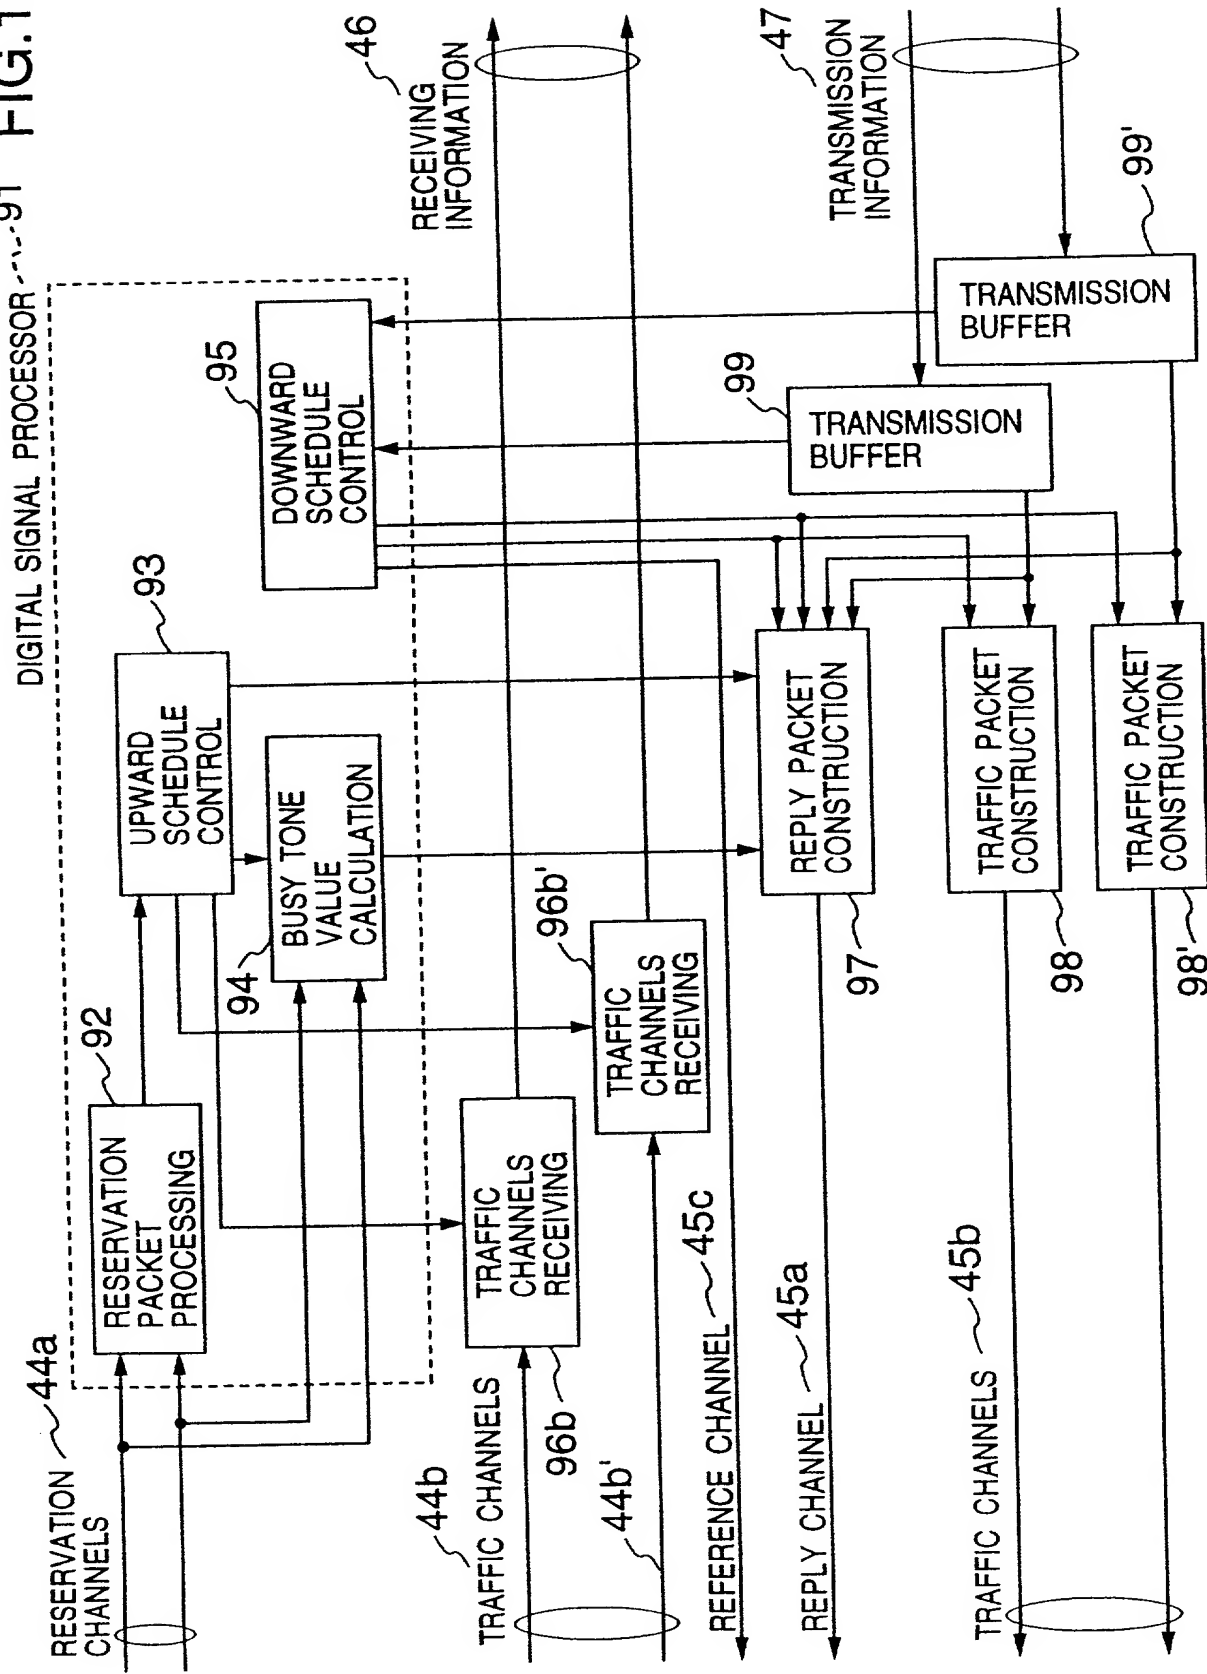 FIG.1
DIGITAL SIGNAL PROCESSOR
91
RESERVATION
CHANNELS
44a
RESERVATION
PACKET
PROCESSING
92
UPWARD
SCHEDULE
CONTROL
93
BUSY TONE
VALUE
CALCULATION
94
DOWNWARD
SCHEDULE
CONTROL
95
RECEIVING
INFORMATION
46
44b
TRAFFIC CHANNELS
TRAFFIC
CHANNELS
RECEIVING
96b
44b'
TRAFFIC
CHANNELS
RECEIVING
96b'
TRANSMISSION
INFORMATION
47
TRANSMISSION
BUFFER
99
TRANSMISSION
BUFFER
99'
REFERENCE CHANNEL
45c
REPLY CHANNEL
45a
REPLY PACKET
CONSTRUCTION
97
TRAFFIC CHANNELS
45b
TRAFFIC PACKET
CONSTRUCTION
98
TRAFFIC PACKET
CONSTRUCTION
98'